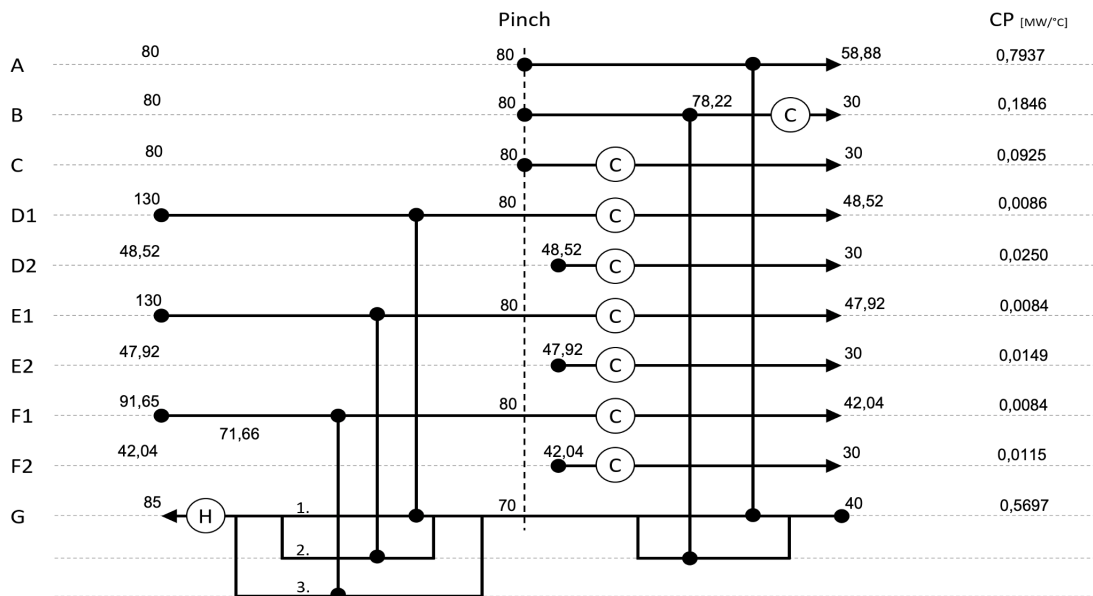 Pinch CP [MW/°C]
A 80 80 58,88 0,7937
B 80 80 78,22 C 30 0,1846
C 80 80 C 30 0,0925
D1 130 80 C 48,52 0,0086
D2 48,52 48,52 C 30 0,0250
E1 130 80 C 47,92 0,0084
E2 47,92 47,92 C 30 0,0149
F1 91,65 80 C 42,04 0,0084
71,66
F2 42,04 42,04 C 30 0,0115
G 85 H 1. 70 40 0,5697
2.
3.